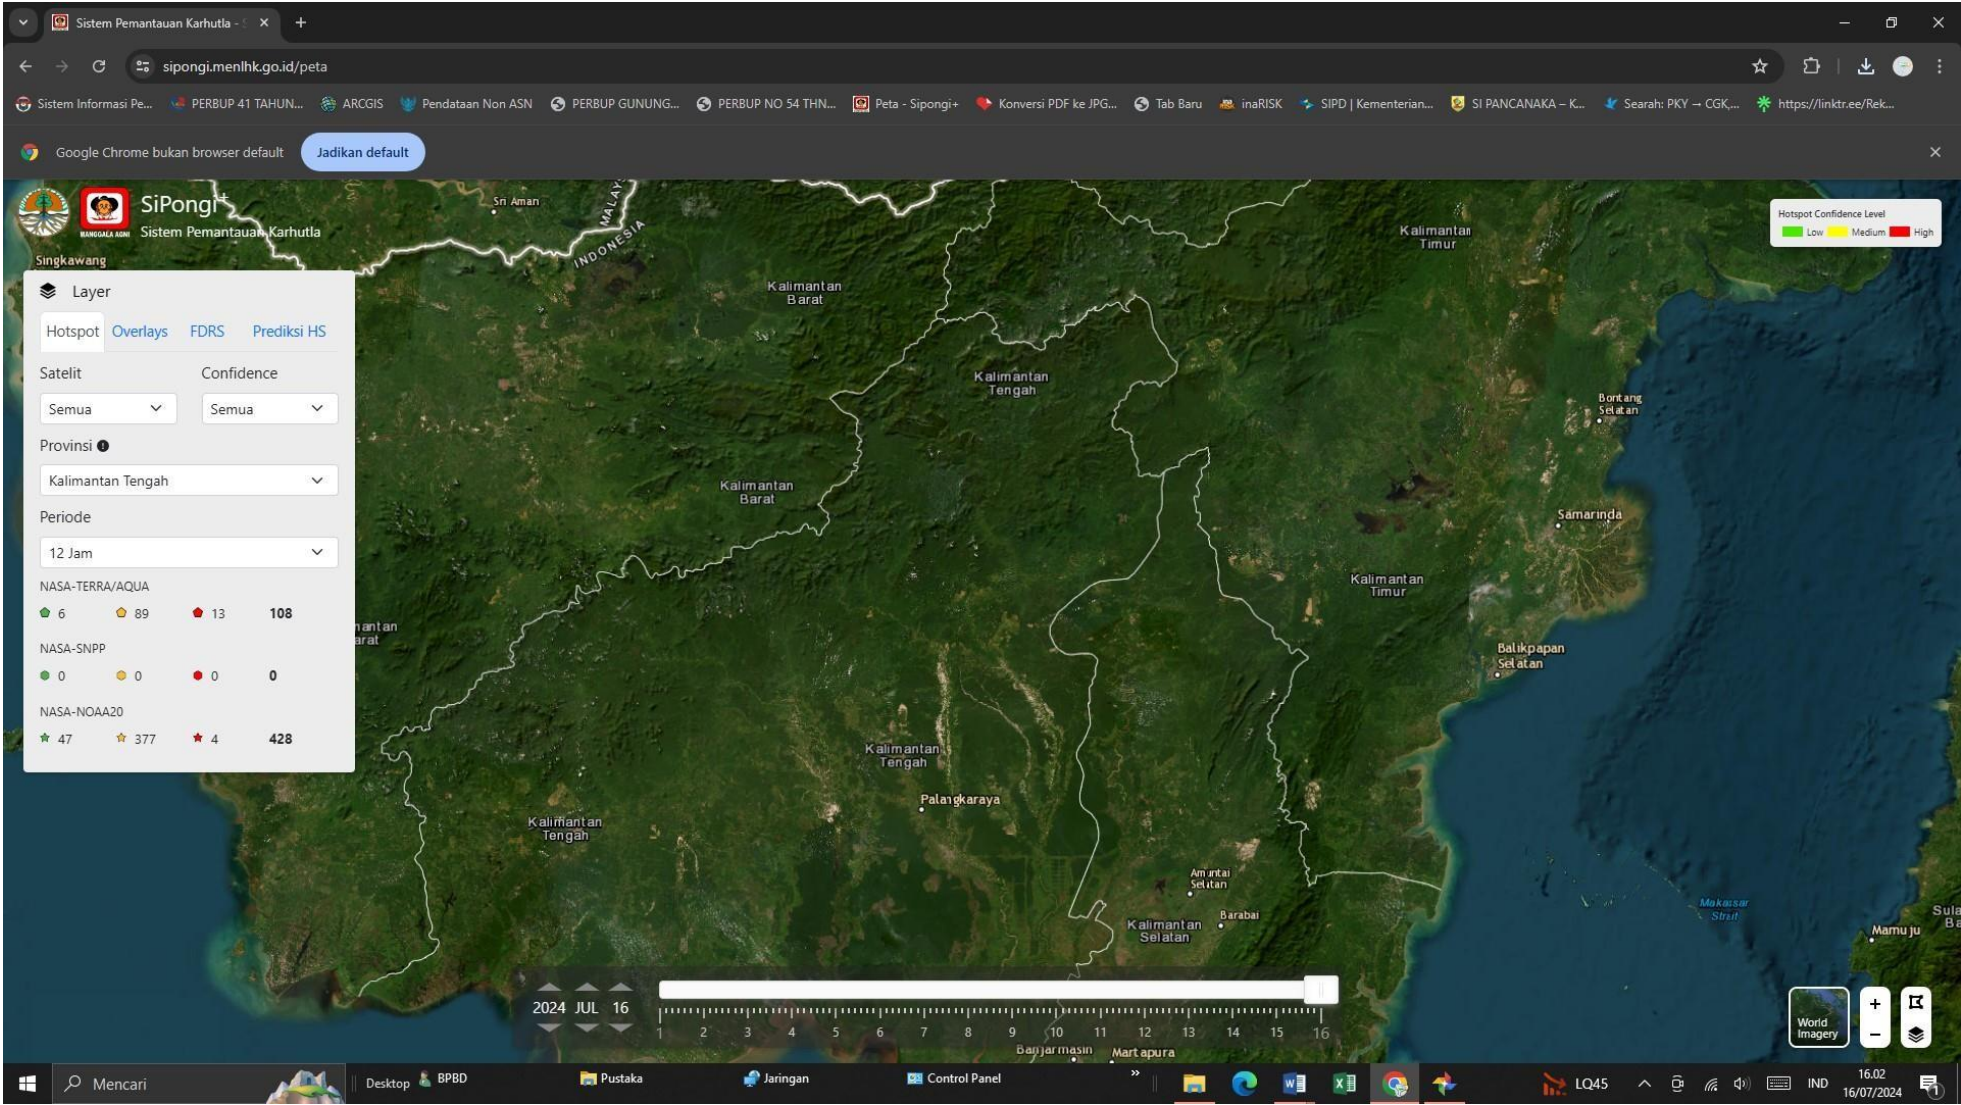 Sistem Pemantauan Karhutla - S
sipongi.menlhk.go.id/peta
Sistem Informasi Pe... PERBUP 41 TAHUN... ARCGIS Pendataan Non ASN PERBUP GUNUNG... PERBUP NO 54 THN... Peta - Sipongi+ Konversi PDF ke JPG... Tab Baru inaRISK SIPD | Kementerian... SI PANCANAKA – K... Searah: PKY → CGK,... https://linktr.ee/Rek...
Google Chrome bukan browser default Jadikan default
SiPongi+
Sistem Pemantauan Karhutla
MANGGALA AGNI
Hotspot Confidence Level
Low Medium High
Layer
Hotspot Overlays FDRS Prediksi HS
Satelit Confidence
Semua Semua
Provinsi
Kalimantan Tengah
Periode
12 Jam
NASA-TERRA/AQUA
6 89 13 108
NASA-SNPP
0 0 0 0
NASA-NOAA20
47 377 4 428
Singkawang
Sri Aman
INDONESIA
Kalimantan
Barat
Kalimantan
Timur
Kalimantan
Tengah
Bontang
Selatan
Kalimantan
Barat
Samarinda
Kalimantan
Timur
Balikpapan
Selatan
Kalimantan
Tengah
Palangkaraya
Kalimantan
Tengah
Amuntai
Selatan
Barabai
Kalimantan
Selatan
Makassar
Strait
Mamuju
2024 JUL 16
1 2 3 4 5 6 7 8 9 10 11 12 13 14 15 16
Banjarmasin
Martapura
World
Imagery
+
−
Mencari Desktop BPBD Pustaka Jaringan Control Panel » LQ45 IND 16.02
16/07/2024
1